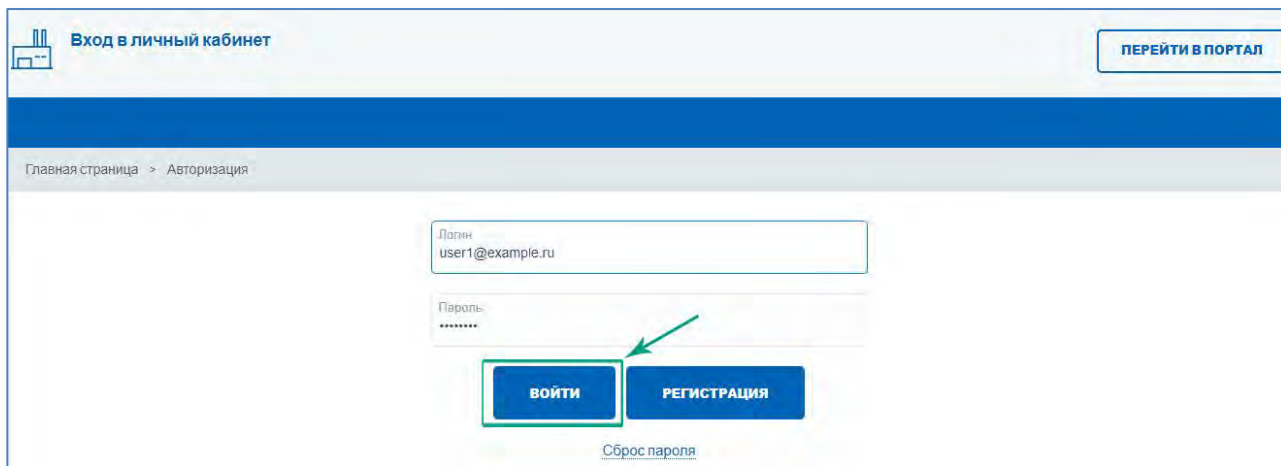 Вход в личный кабинет
ПЕРЕЙТИ В ПОРТАЛ
Главная страница > Авторизация
Логин
user1@example.ru
Пароль
••••••••
ВОЙТИ
РЕГИСТРАЦИЯ
Сброс пароля